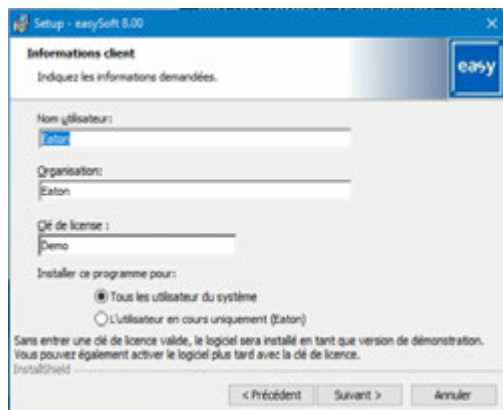 Setup - easySoft 8.00
Informations client
Indiquez les informations demandées.
easy
Nom utilisateur:
Eaton
Organisation:
Eaton
Clé de license :
Demo
Installer ce programme pour:
Tous les utilisateur du système
L'utilisateur en cours uniquement (Eaton)
Sans entrer une clé de licence valide, le logiciel sera installé en tant que version de démonstration.
Vous pouvez également activer le logiciel plus tard avec la clé de licence.
InstallShield
< Précédent
Suivant >
Annuler